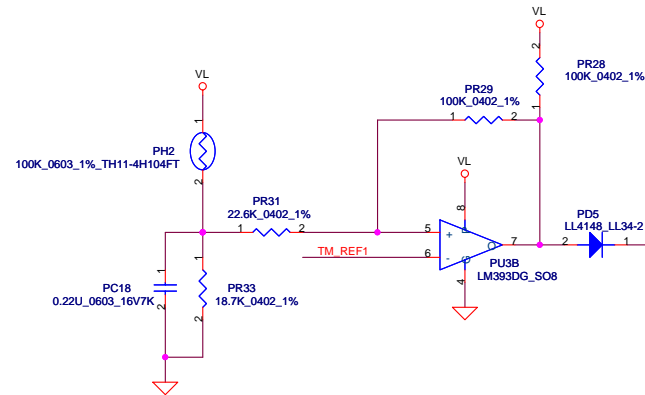 VL
2
PR28
100K_0402_1%
1
VL
PR29
100K_0402_1%
1
2
1
PH2
100K_0603_1%_TH11-4H104FT
2
VL
8
PR31
22.6K_0402_1%
1
2
5
+
P
O
7
PD5
LL4148_LL34-2
2
1
TM_REF1
6
-
G
PU3B
LM393DG_SO8
4
1
PC18
0.22U_0603_16V7K
2
1
PR33
18.7K_0402_1%
2